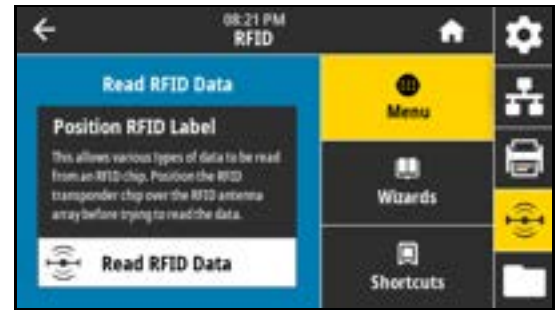 08:21 PM
RFID
Read RFID Data
Position RFID Label
This allows various types of data to be read
from an RFID chip. Position the RFID
transponder chip over the RFID antenna
array before trying to read the data.
Read RFID Data
Menu
Wizards
Shortcuts